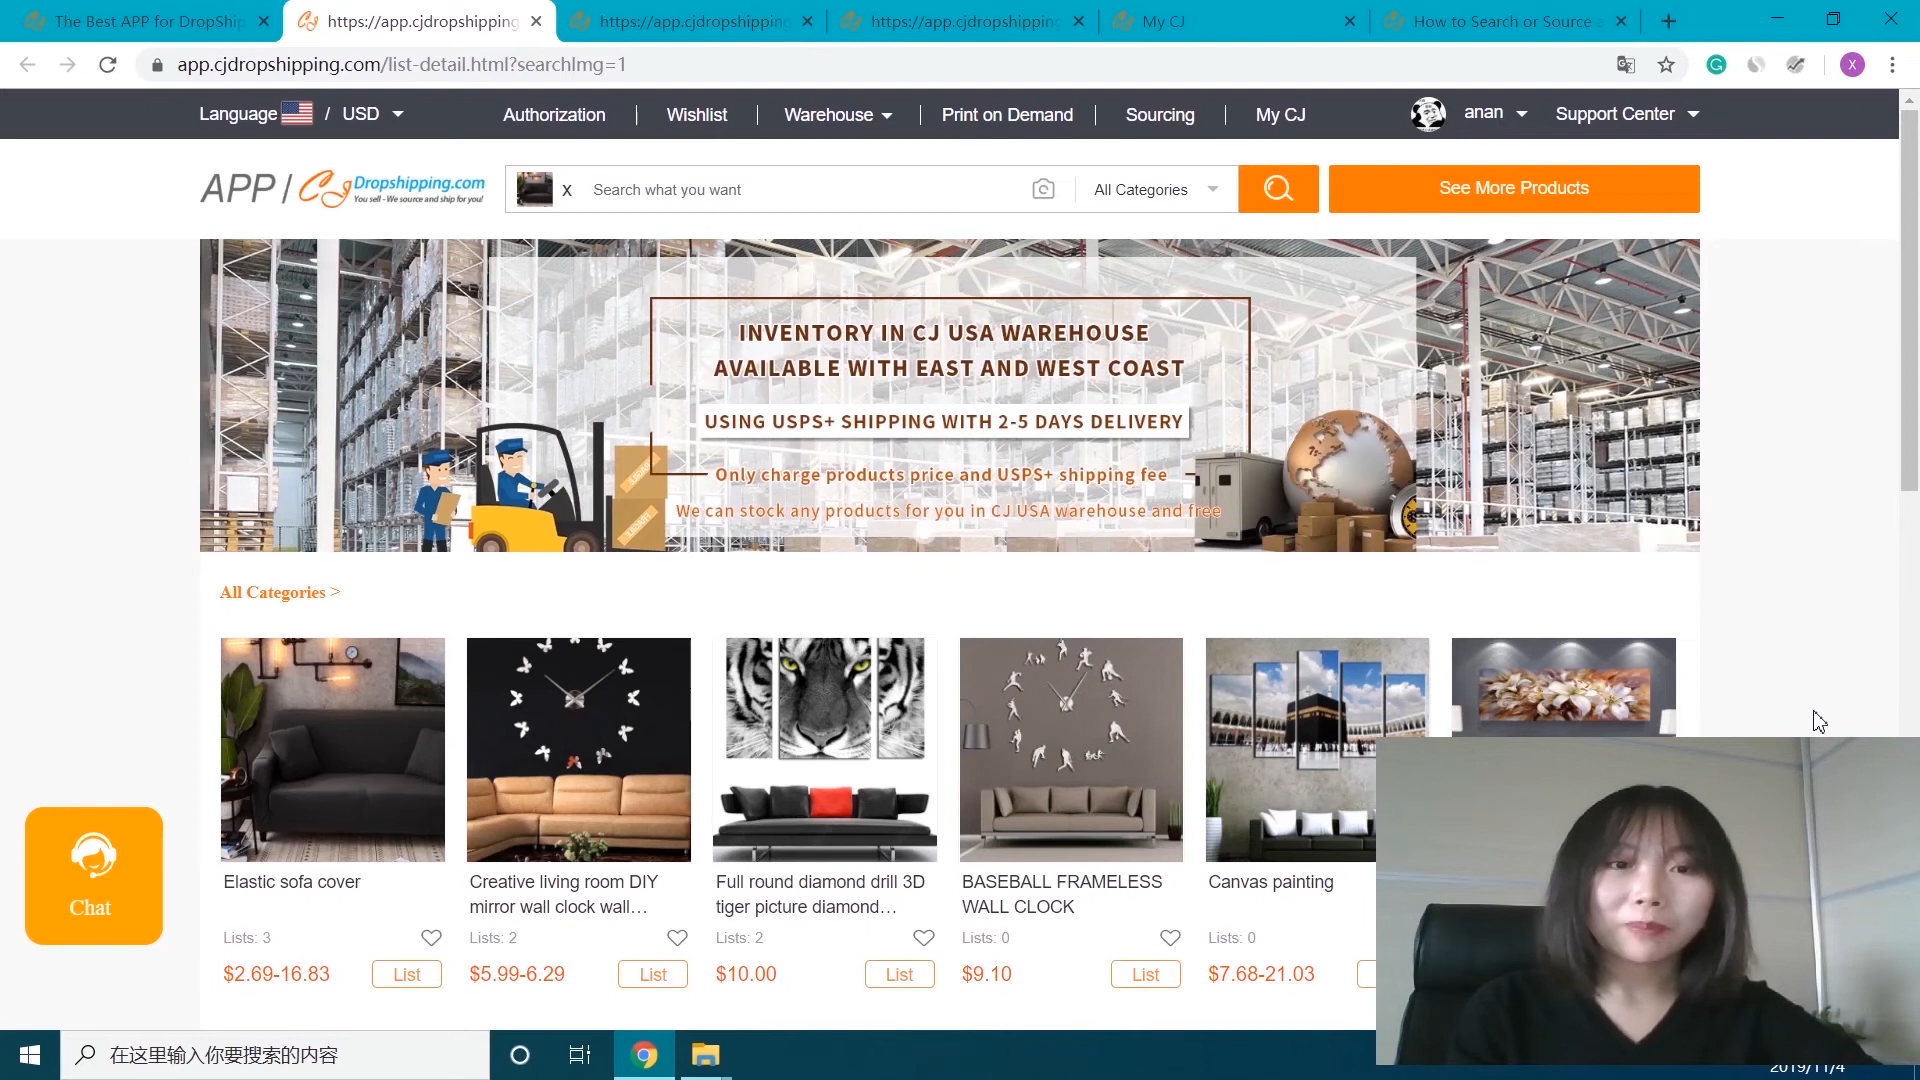 The Best APP for DropShip
https://app.cjdropshipping
https://app.cjdropshipping
https://app.cjdropshipping
My CJ
How to Search or Source a
app.cjdropshipping.com/list-detail.html?searchImg=1
X
Language / USD
Authorization
Wishlist
Warehouse
Print on Demand
Sourcing
My CJ
anan
Support Center
APP / CJ Dropshipping.com
You sell - We source and ship for you!
X
Search what you want
All Categories
See More Products
INVENTORY IN CJ USA WAREHOUSE
AVAILABLE WITH EAST AND WEST COAST
USING USPS+ SHIPPING WITH 2-5 DAYS DELIVERY
Only charge products price and USPS+ shipping fee
We can stock any products for you in CJ USA warehouse and free
All Categories >
Elastic sofa cover
Lists: 3
$2.69-16.83
List
Creative living room DIY
mirror wall clock wall...
Lists: 2
$5.99-6.29
List
Full round diamond drill 3D
tiger picture diamond...
Lists: 2
$10.00
List
BASEBALL FRAMELESS
WALL CLOCK
Lists: 0
$9.10
List
Canvas painting
Lists: 0
$7.68-21.03
Chat
在这里输入你要搜索的内容
2019/11/4